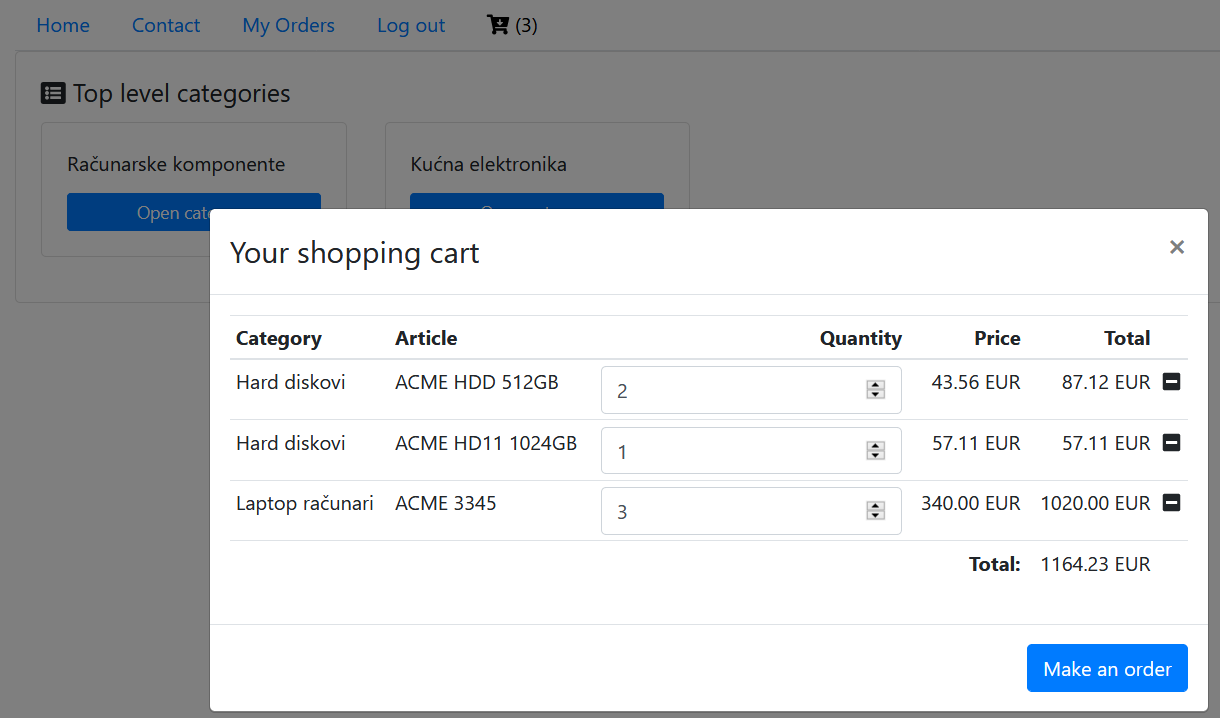 Home Contact My Orders Log out (3)
Top level categories
Računarske komponente Kućna elektronika
Open
Your shopping cart ×
Category Article Quantity Price Total
Hard diskovi ACME HDD 512GB 2 43.56 EUR 87.12 EUR
Hard diskovi ACME HD11 1024GB 1 57.11 EUR 57.11 EUR
Laptop računari ACME 3345 3 340.00 EUR 1020.00 EUR
Total: 1164.23 EUR
Make an order